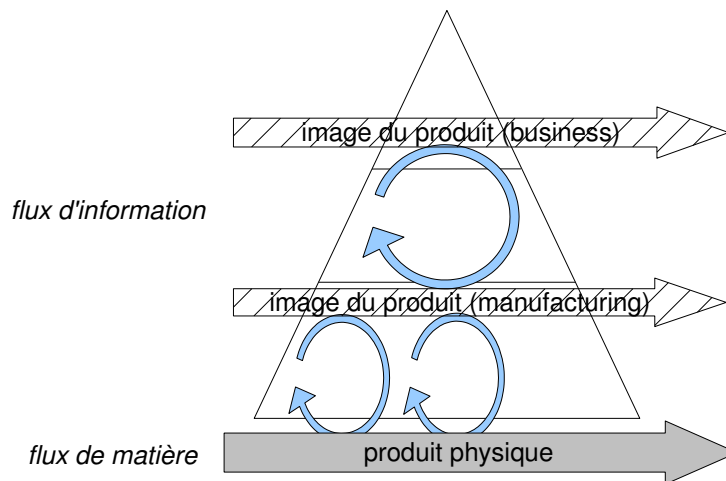 image du produit (business)
flux d'information
image du produit (manufacturing)
flux de matière
produit physique